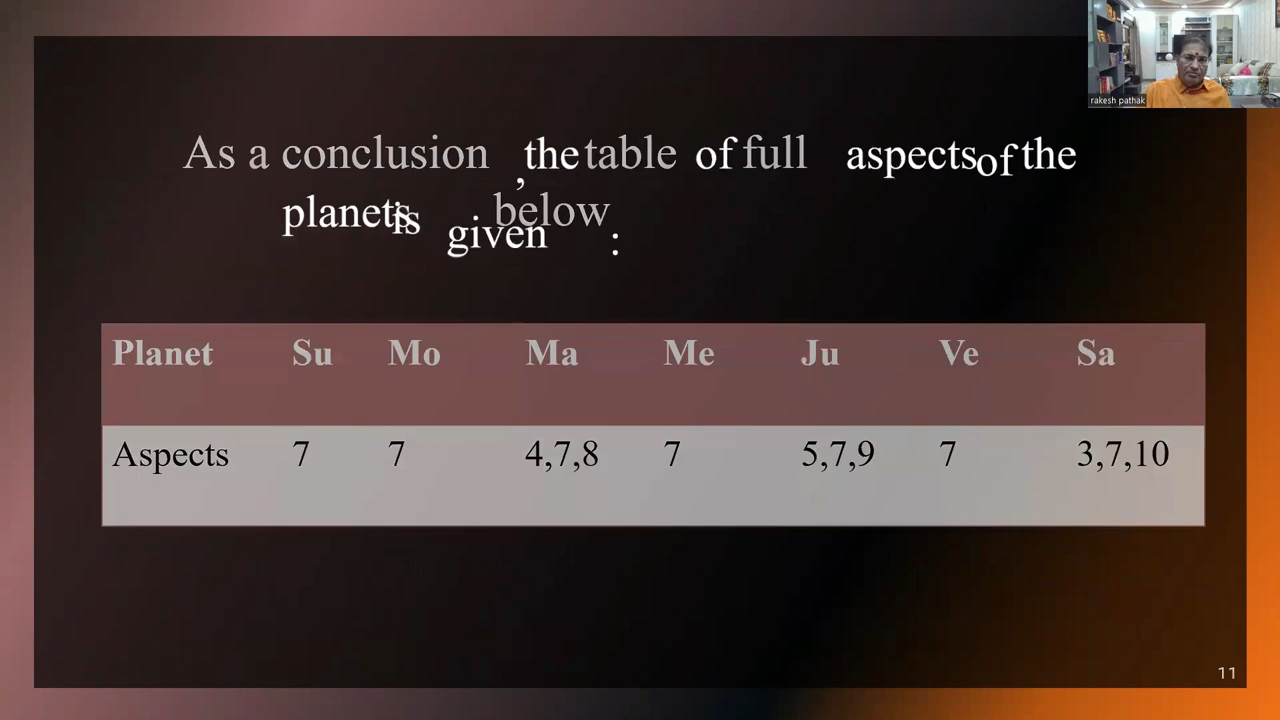 rakesh pathak
As a conclusion , the table of full aspects of the
planets is given below :
Planet Su Mo Ma Me Ju Ve Sa
Aspects 7 7 4,7,8 7 5,7,9 7 3,7,10
11